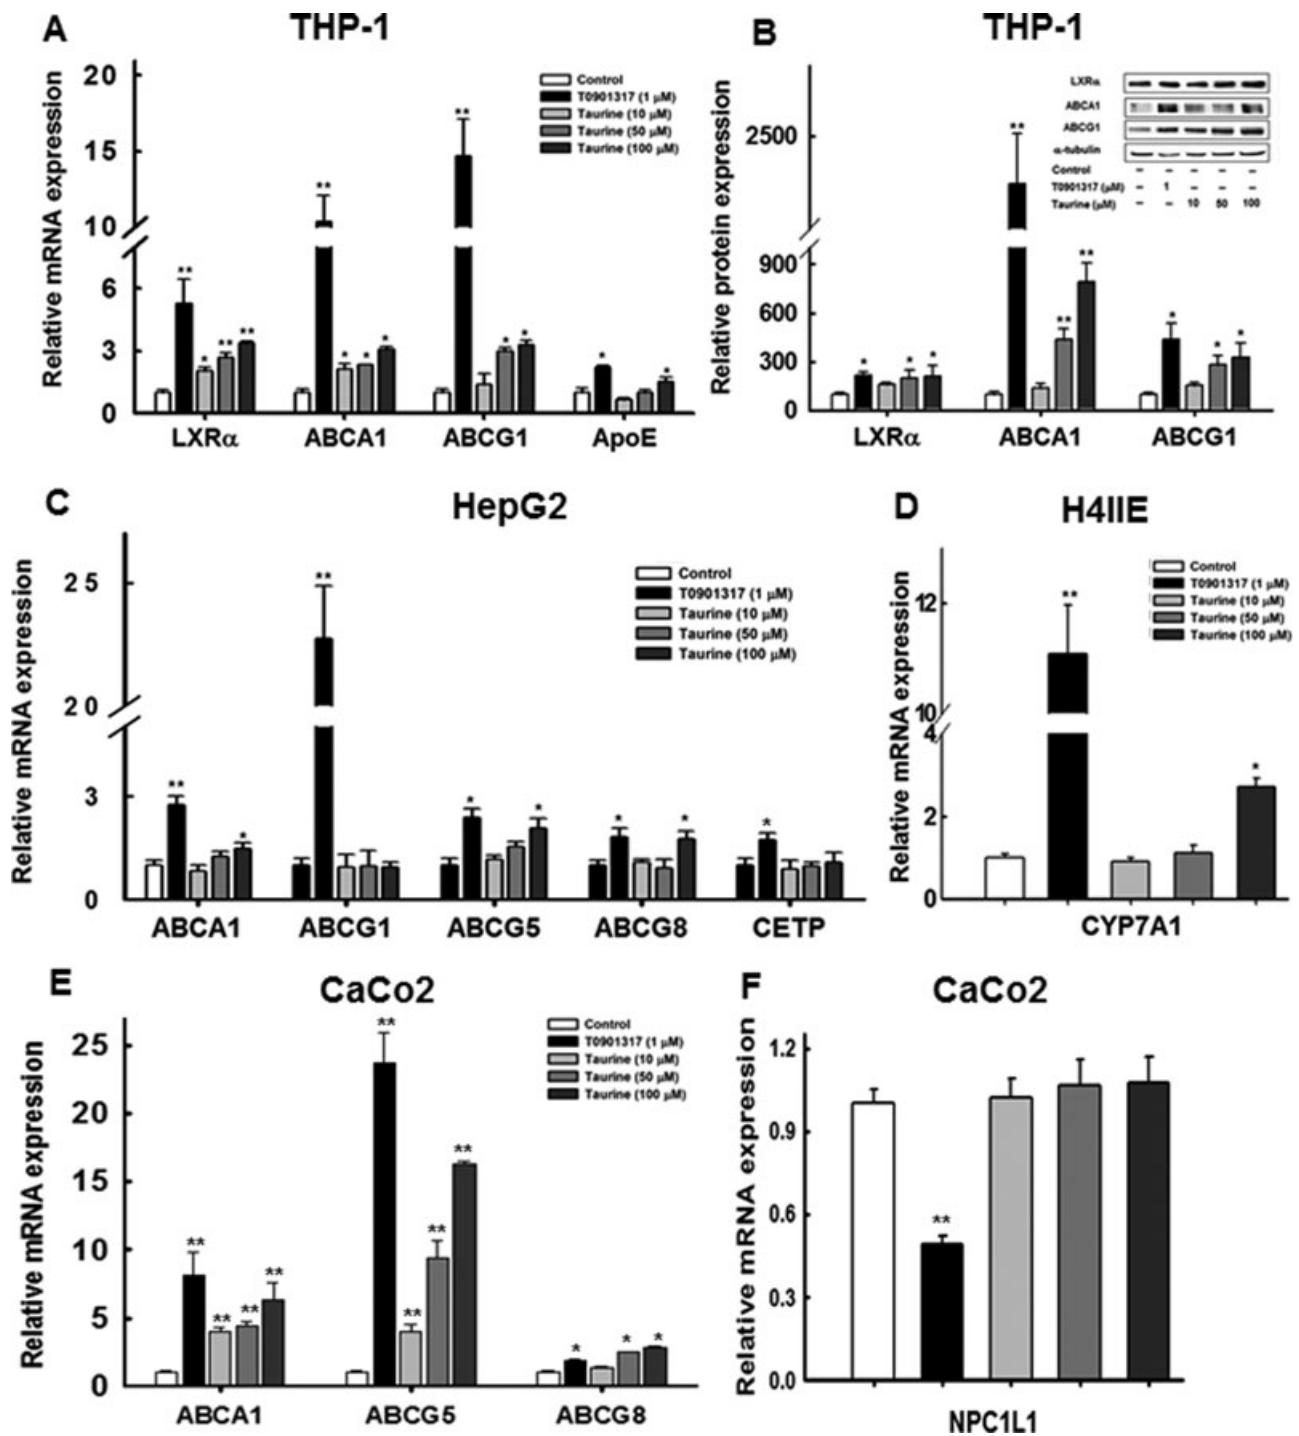 A
THP-1
Relative mRNA expression
20
15
10
6
3
0
** ** ** * ** ** * * * * * * *
Control
T0901317 (1 μM)
Taurine (10 μM)
Taurine (50 μM)
Taurine (100 μM)
LXRα ABCA1 ABCG1 ApoE
B
THP-1
Relative protein expression
2500
900
600
300
0
* * * ** ** ** * * *
LXRα
ABCA1
ABCG1
α-tubulin
Control – – – – –
T0901317 (μM) – 1 – – –
Taurine (μM) – – 10 50 100
LXRα ABCA1 ABCG1
C
HepG2
Relative mRNA expression
25
20
3
0
** * ** * * * * *
Control
T0901317 (1 μM)
Taurine (10 μM)
Taurine (50 μM)
Taurine (100 μM)
ABCA1 ABCG1 ABCG5 ABCG8 CETP
D
H4IIE
Relative mRNA expression
12
10
4
2
0
** *
Control
T0901317 (1 μM)
Taurine (10 μM)
Taurine (50 μM)
Taurine (100 μM)
CYP7A1
E
CaCo2
Relative mRNA expression
25
20
15
10
5
0
** ** ** ** ** ** ** ** * * *
Control
T0901317 (1 μM)
Taurine (10 μM)
Taurine (50 μM)
Taurine (100 μM)
ABCA1 ABCG5 ABCG8
F
CaCo2
Relative mRNA expression
1.2
0.9
0.6
0.3
0.0
**
NPC1L1